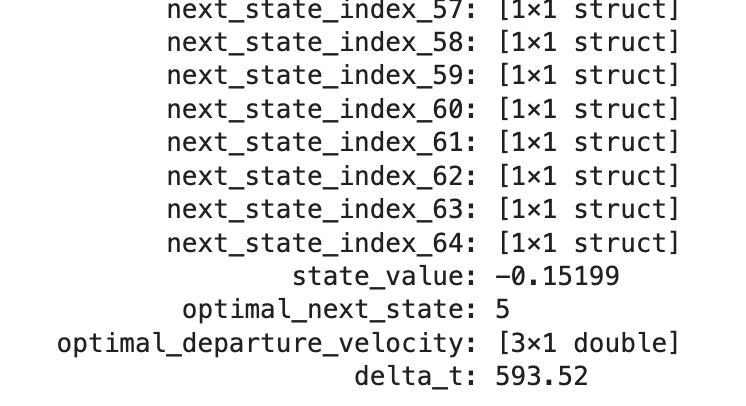 next_state_index_57: [1×1 struct]
next_state_index_58: [1×1 struct]
next_state_index_59: [1×1 struct]
next_state_index_60: [1×1 struct]
next_state_index_61: [1×1 struct]
next_state_index_62: [1×1 struct]
next_state_index_63: [1×1 struct]
next_state_index_64: [1×1 struct]
state_value: -0.15199
optimal_next_state: 5
optimal_departure_velocity: [3×1 double]
delta_t: 593.52